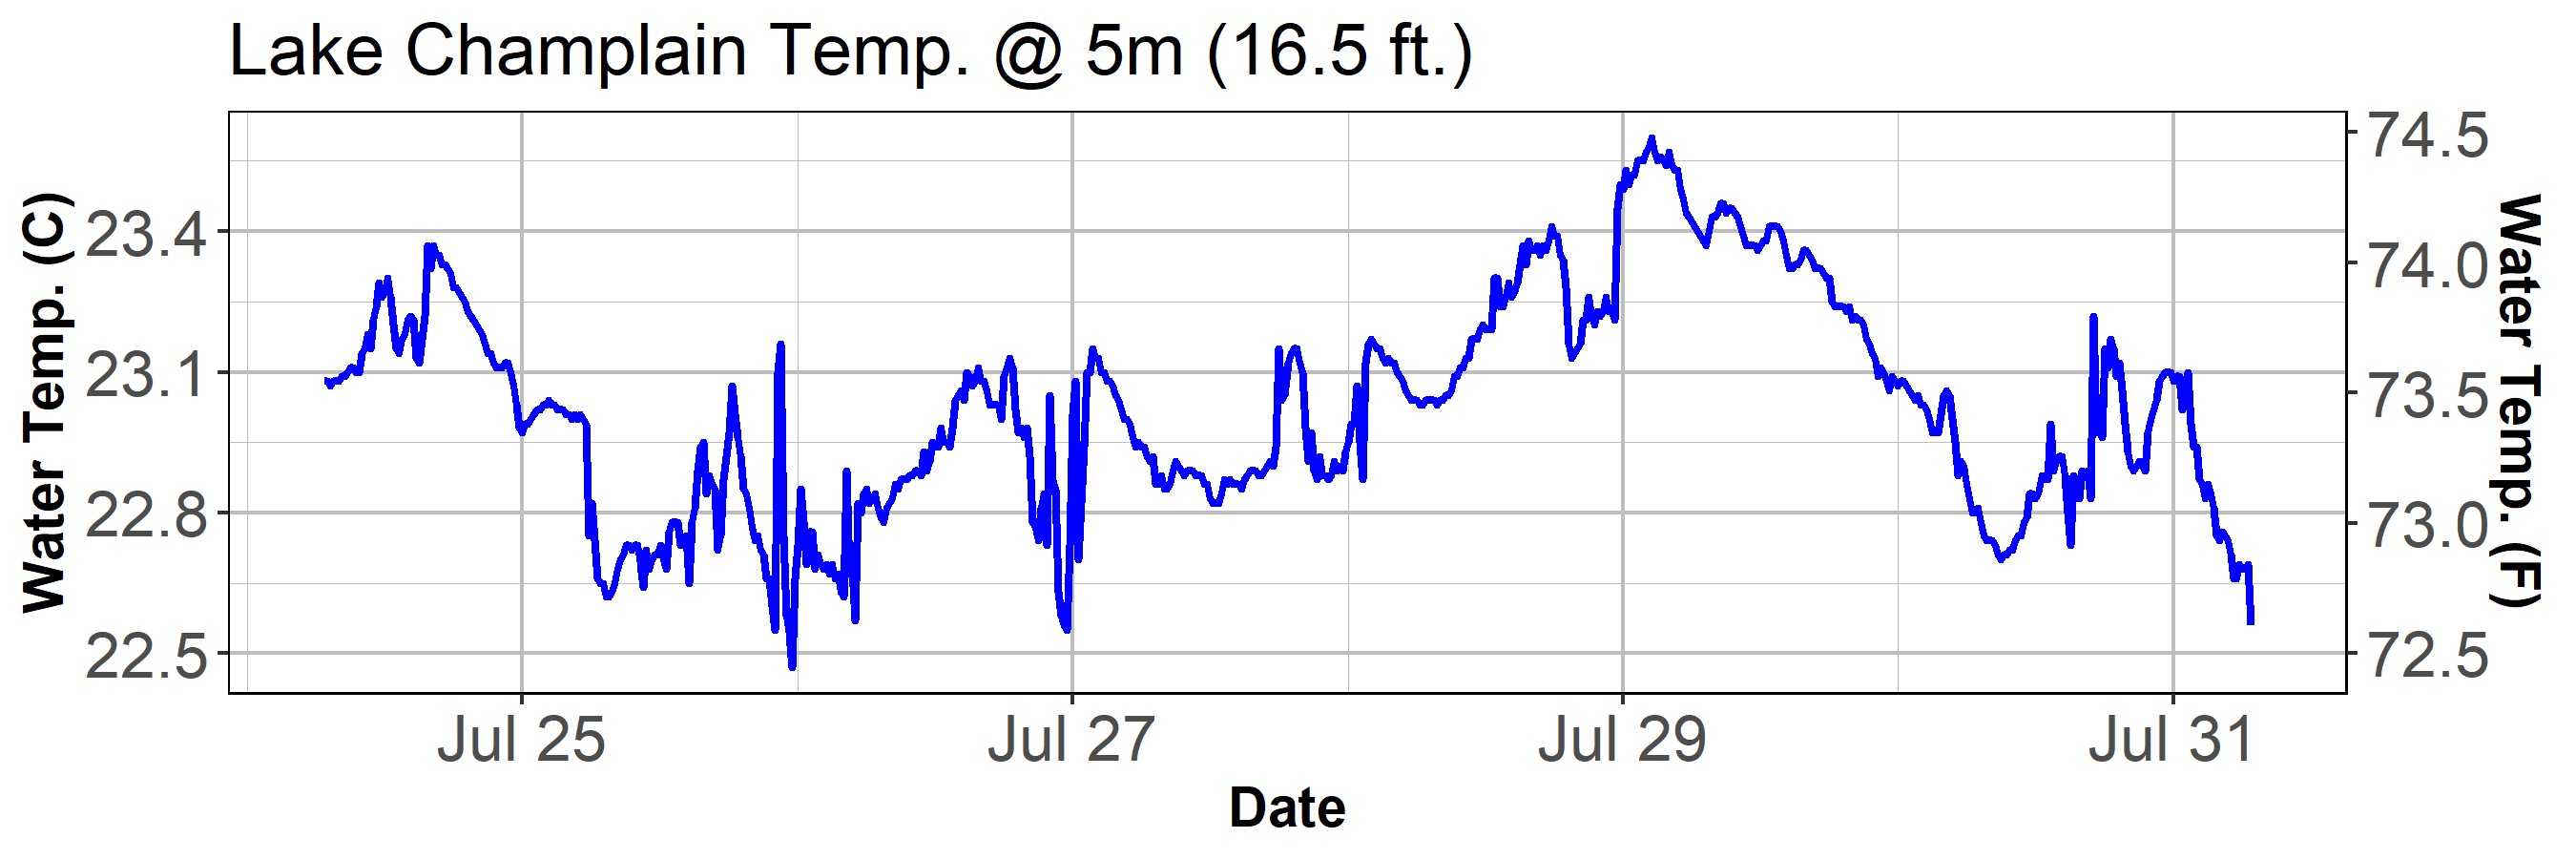 Lake Champlain Temp. @ 5m (16.5 ft.)
Water Temp. (C)
23.4
23.1
22.8
22.5
74.5
74.0
73.5
73.0
72.5
Water Temp. (F)
Jul 25 Jul 27 Jul 29 Jul 31
Date